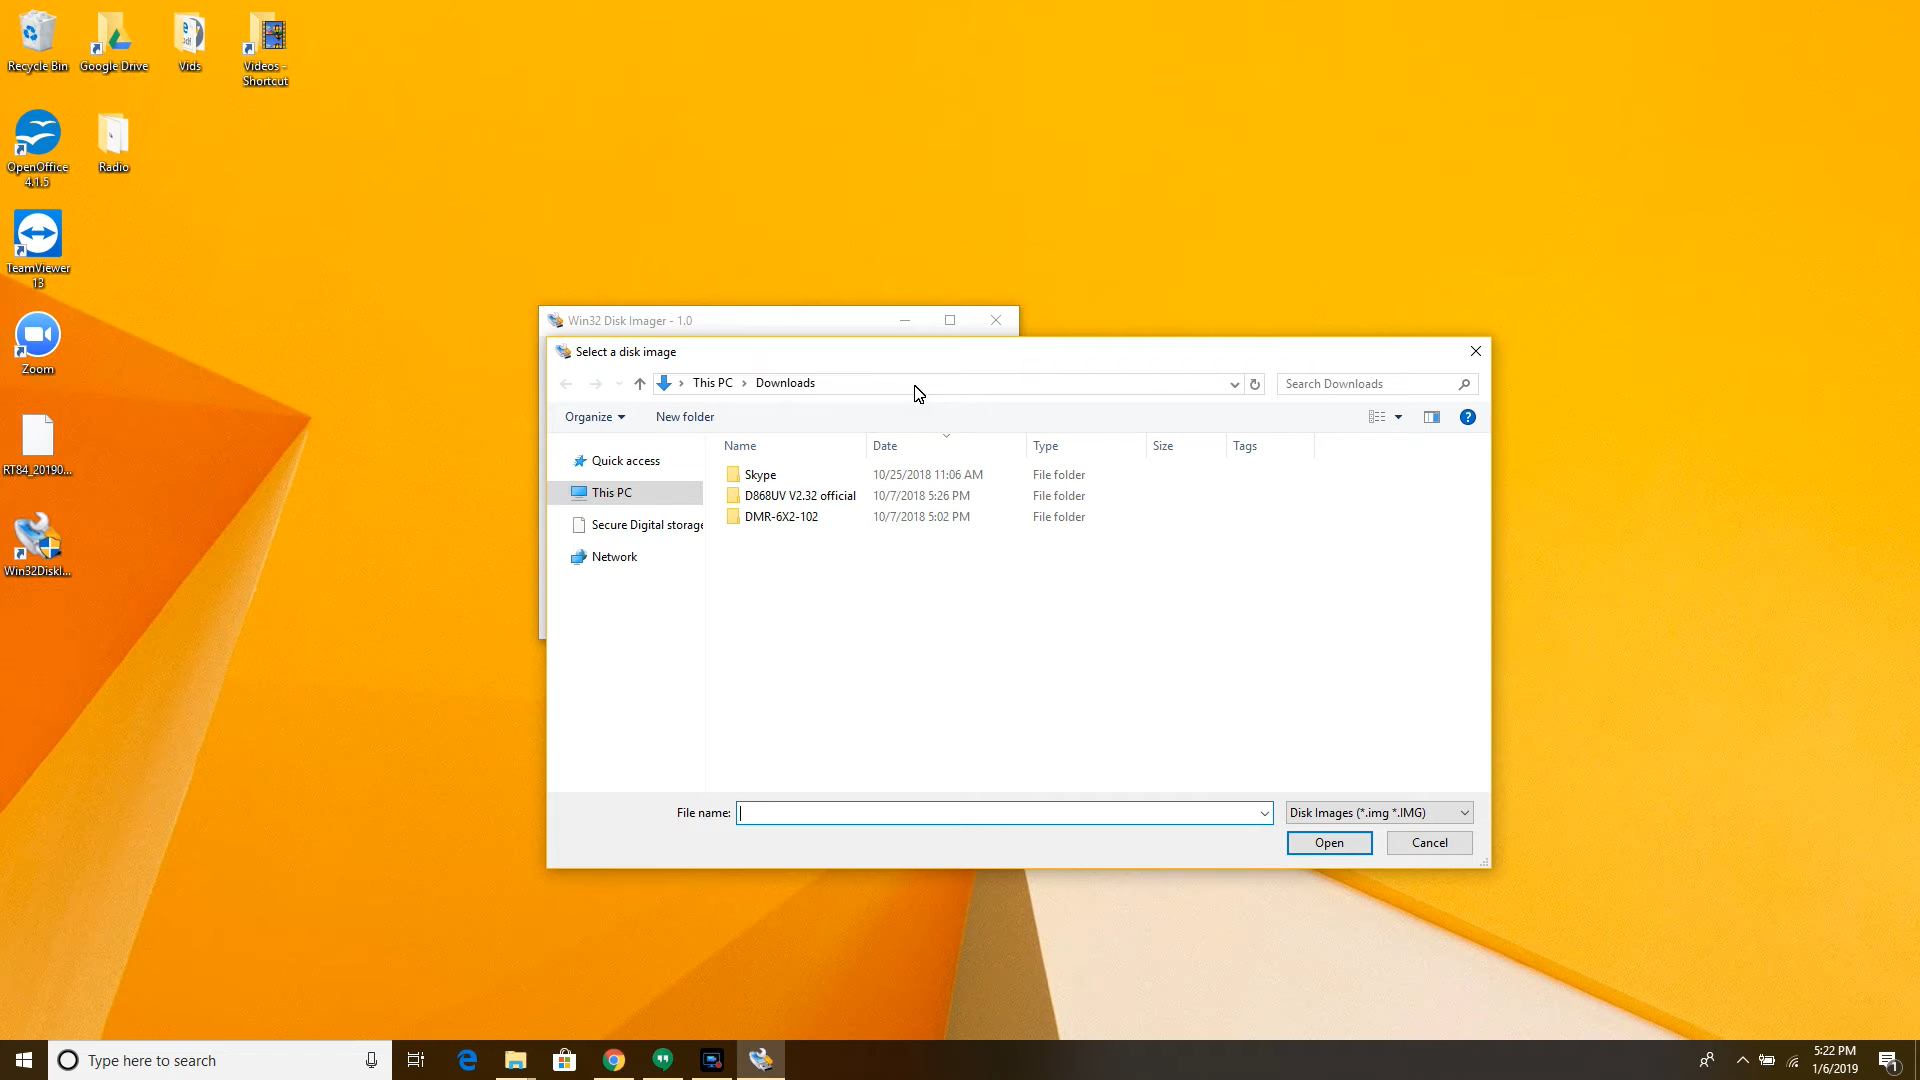 Recycle Bin
Google Drive
Vids
Videos -
Shortcut
OpenOffice
4.1.5
Radio
TeamViewer
13
Zoom
RT84_20190...
Win32DiskI...
Win32 Disk Imager - 1.0
Select a disk image
This PC > Downloads
Search Downloads
Organize
New folder
Name
Date
Type
Size
Tags
Quick access
This PC
Secure Digital storage
Network
Skype 10/25/2018 11:06 AM File folder
D868UV V2.32 official 10/7/2018 5:26 PM File folder
DMR-6X2-102 10/7/2018 5:02 PM File folder
File name:
Disk Images (*.img *.IMG)
Open
Cancel
Type here to search
5:22 PM
1/6/2019
1